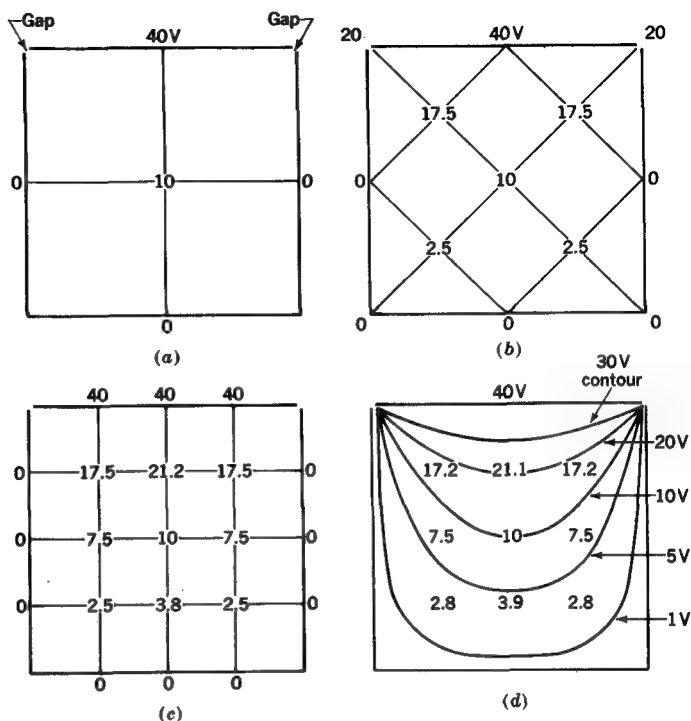 Gap Gap
40 V
0 10 0
0
(a)
20 40V 20
17.5 17.5
0 10 0
2.5 2.5
0 0 0
(b)
40 40 40
0 17.5 21.2 17.5 0
0 7.5 10 7.5 0
0 2.5 3.8 2.5 0
0 0 0
(c)
30 V
contour
40V
20V
17.2 21.1 17.2
10V
7.5 10 7.5
5V
2.8 3.9 2.8
1V
(d)